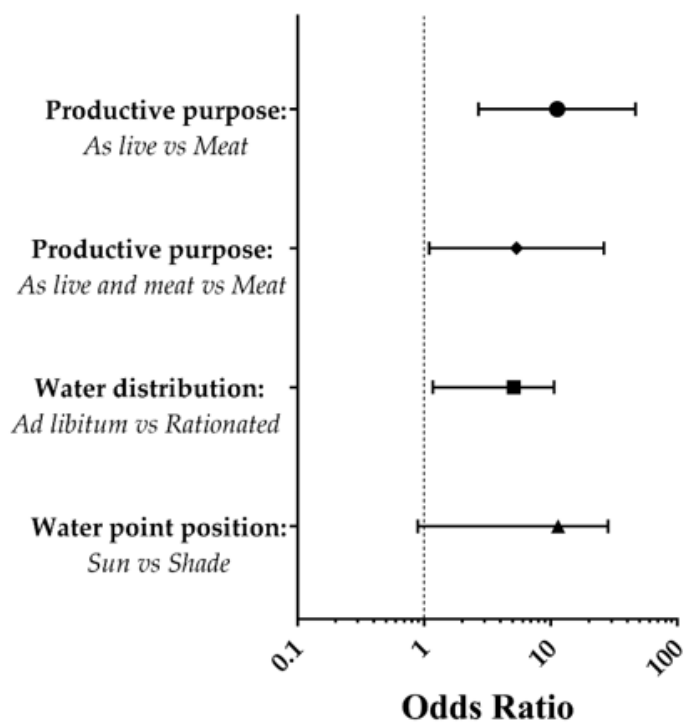 Productive purpose:
As live vs Meat
Productive purpose:
As live and meat vs Meat
Water distribution:
Ad libitum vs Rationated
Water point position:
Sun vs Shade
0.1
1
10
100
Odds Ratio